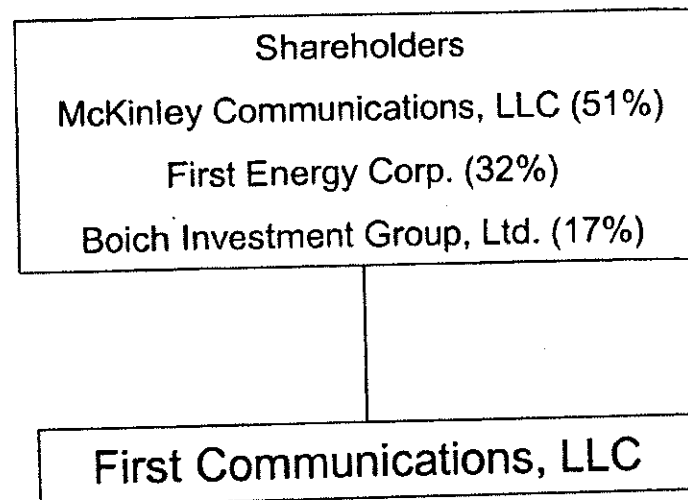 Shareholders
McKinley Communications, LLC (51%)
First Energy Corp. (32%)
Boich Investment Group, Ltd. (17%)
First Communications, LLC